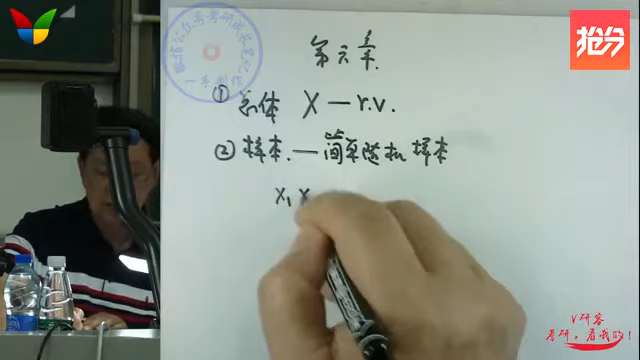 抢分
第六章
① 总体 X — r.v.
② 样本. — 简单随机样本
X₁ X
V研客
考研,看我的!